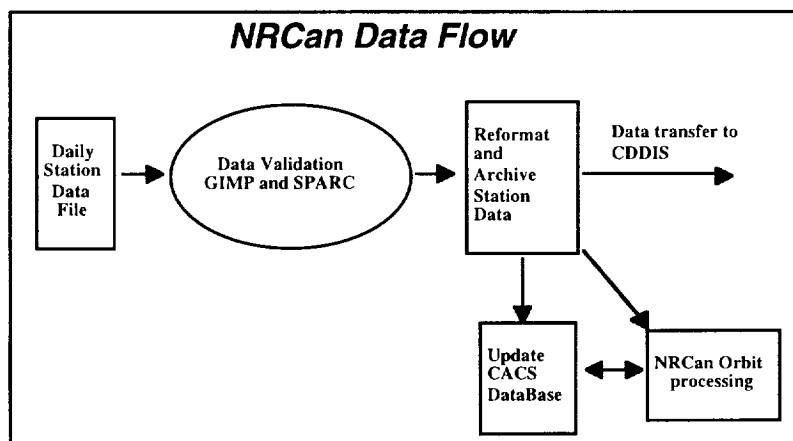 NRCan Data Flow
Daily
Station
Data
File
Data Validation
GIMP and SPARC
Reformat
and
Archive
Station
Data
Data transfer to
CDDIS
Update
CACS
DataBase
NRCan Orbit
processing